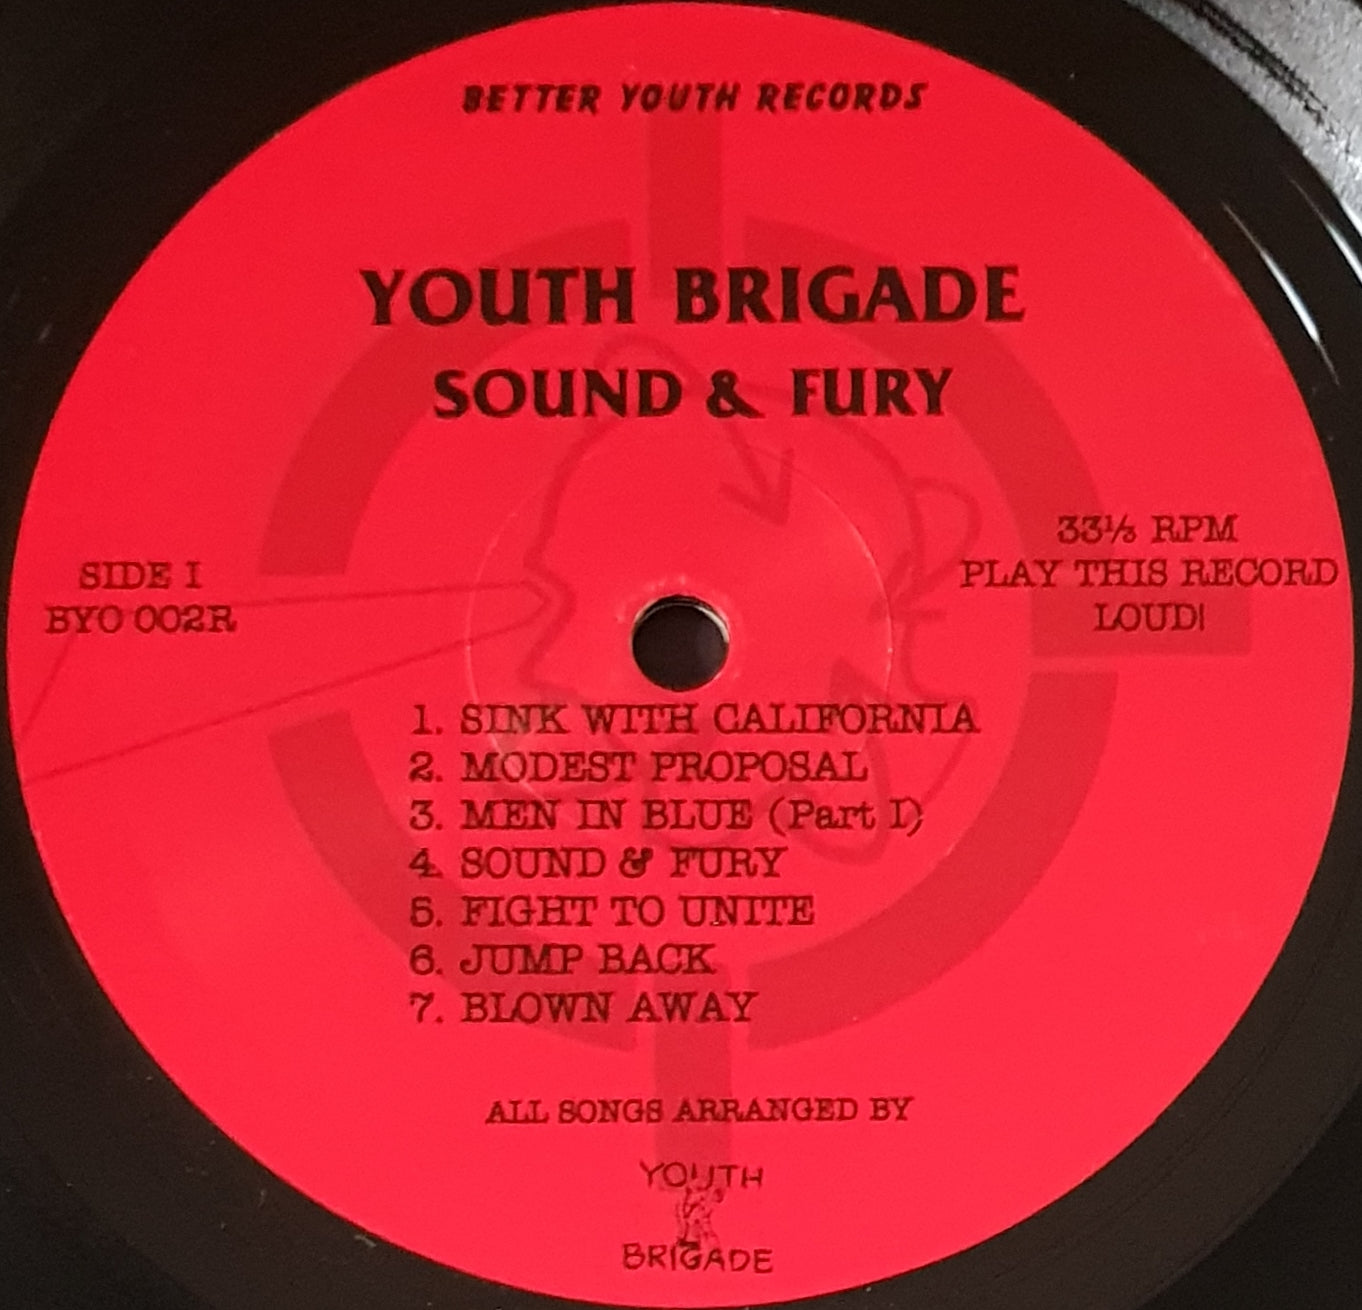 BETTER YOUTH RECORDS
YOUTH BRIGADE
SOUND & FURY
SIDE I
BYO 002R
33⅓ RPM
PLAY THIS RECORD
LOUD!
1. SINK WITH CALIFORNIA
2. MODEST PROPOSAL
3. MEN IN BLUE (Part I)
4. SOUND & FURY
5. FIGHT TO UNITE
6. JUMP BACK
7. BLOWN AWAY
ALL SONGS ARRANGED BY
YOUTH
BRIGADE